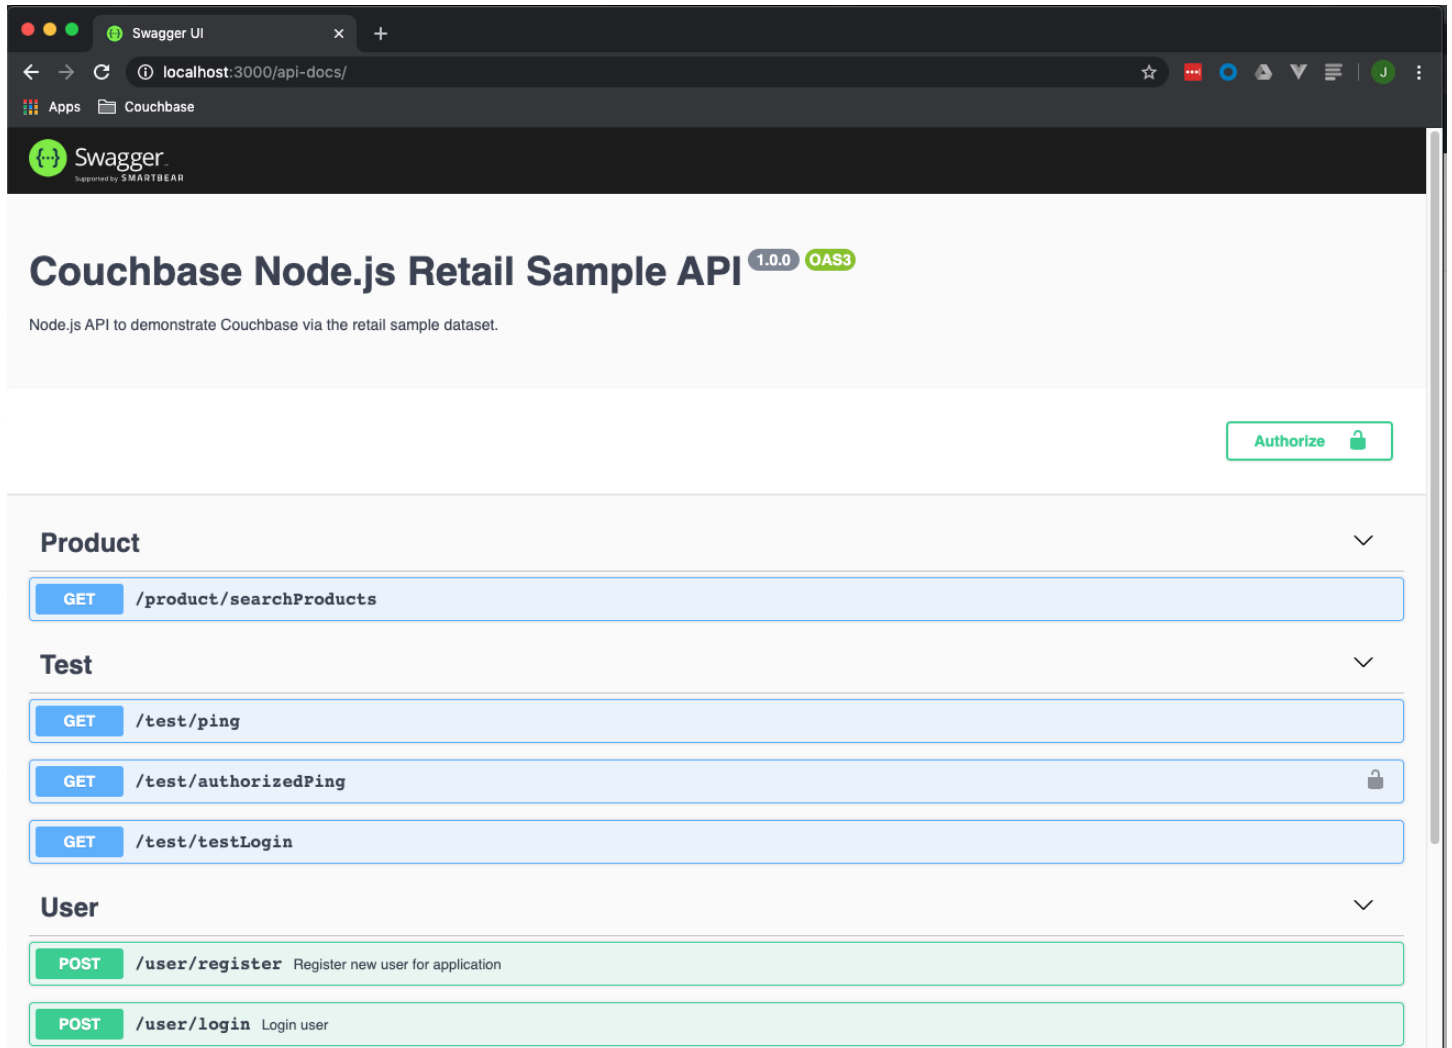 Swagger UI
localhost:3000/api-docs/
J
Apps Couchbase
{...} Swagger
Supported by SMARTBEAR
Couchbase Node.js Retail Sample API 1.0.0 OAS3
Node.js API to demonstrate Couchbase via the retail sample dataset.
Authorize
Product
GET /product/searchProducts
Test
GET /test/ping
GET /test/authorizedPing
GET /test/testLogin
User
POST /user/register Register new user for application
POST /user/login Login user